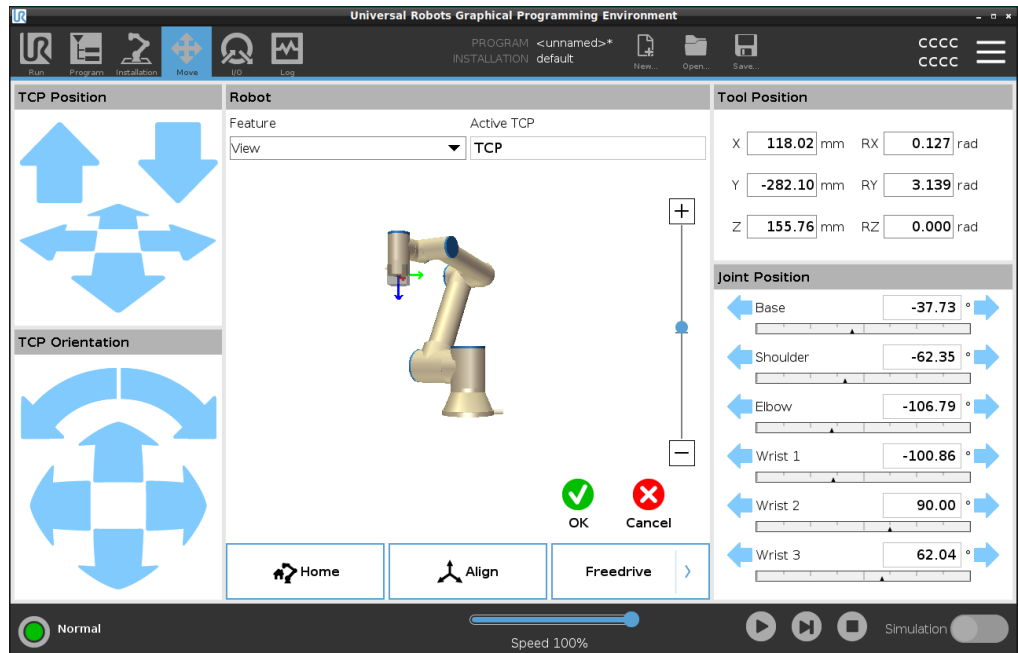 Universal Robots Graphical Programming Environment
UR
Run
Program
Installation
Move
I/O
Log
PROGRAM <unnamed>*
INSTALLATION default
New...
Open...
Save...
CCCC
CCCC
TCP Position
TCP Orientation
Robot
Feature
Active TCP
View
TCP
OK
Cancel
Home
Align
Freedrive
Tool Position
X 118.02 mm RX 0.127 rad
Y -282.10 mm RY 3.139 rad
Z 155.76 mm RZ 0.000 rad
Joint Position
Base -37.73 °
Shoulder -62.35 °
Elbow -106.79 °
Wrist 1 -100.86 °
Wrist 2 90.00 °
Wrist 3 62.04 °
Normal
Speed 100%
Simulation